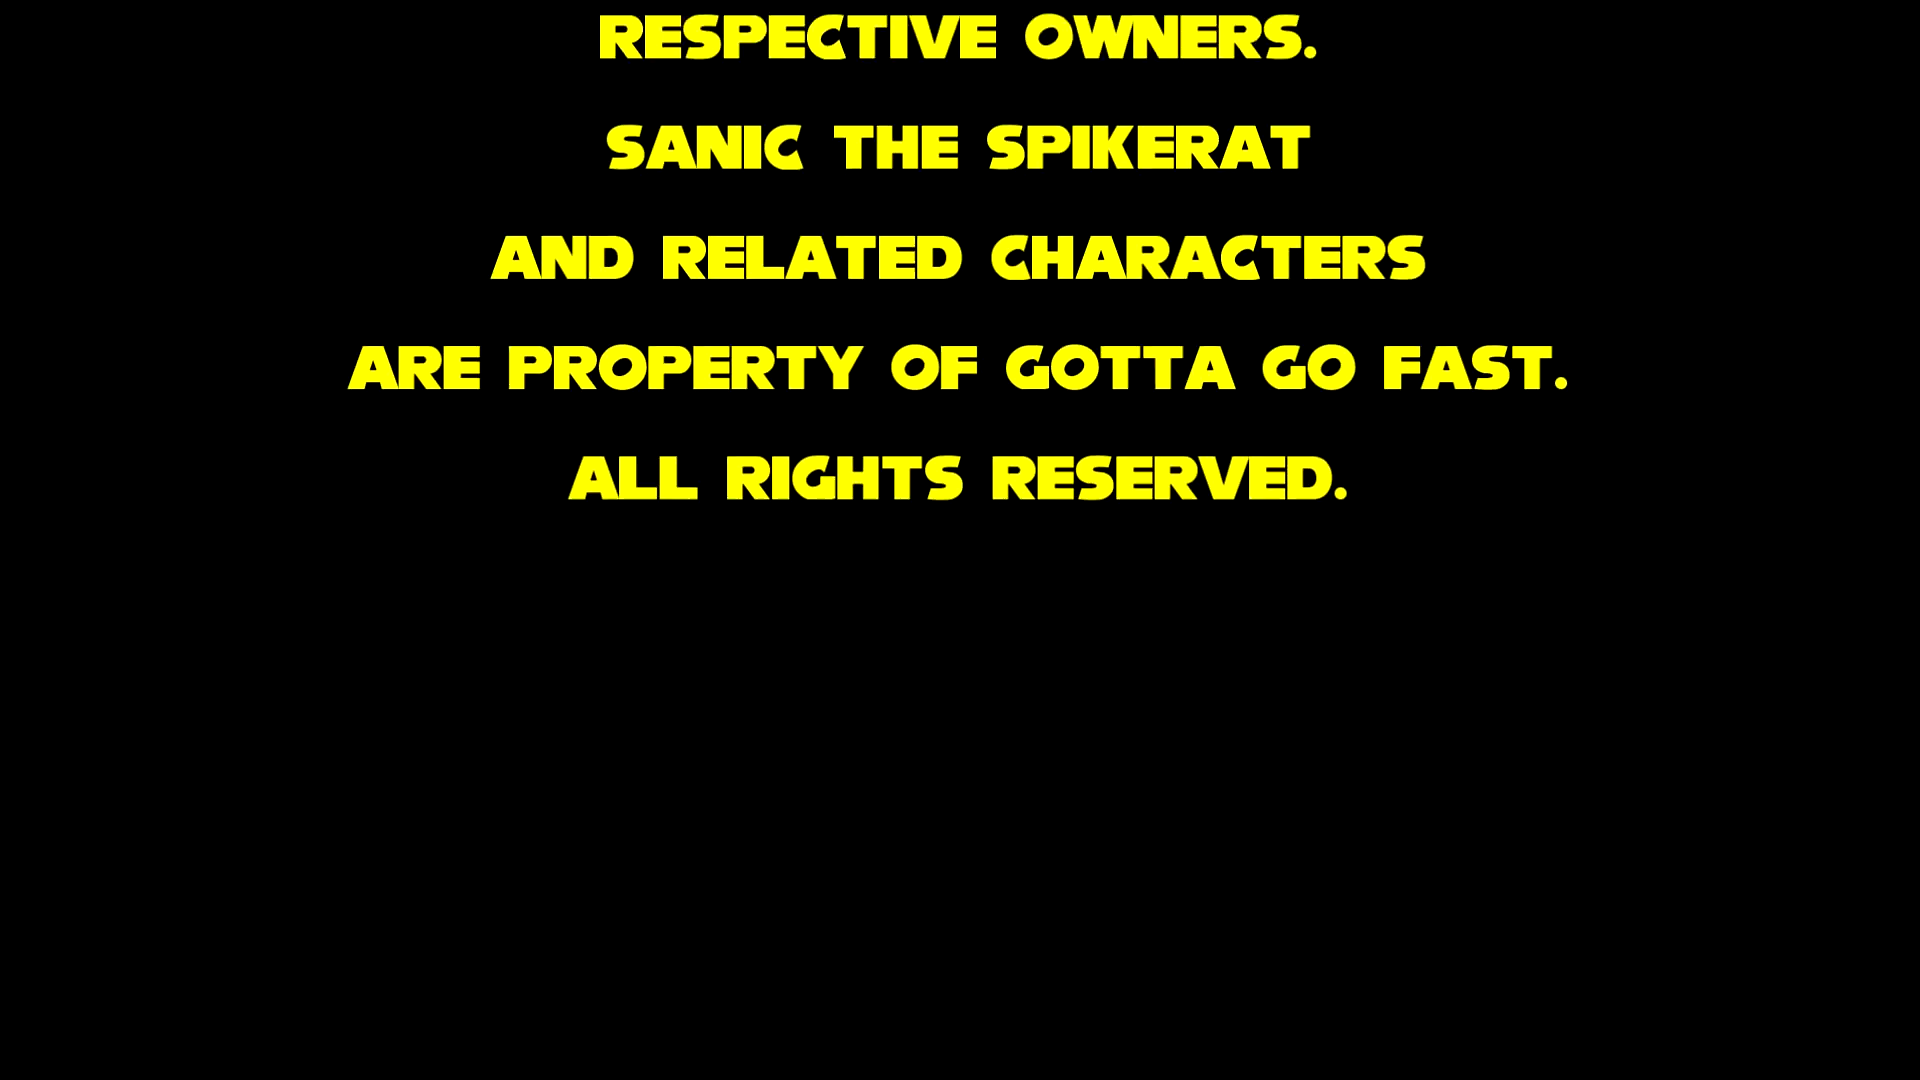 RESPECTIVE OWNERS.
SANIC THE SPIKERAT
AND RELATED CHARACTERS
ARE PROPERTY OF GOTTA GO FAST.
ALL RIGHTS RESERVED.